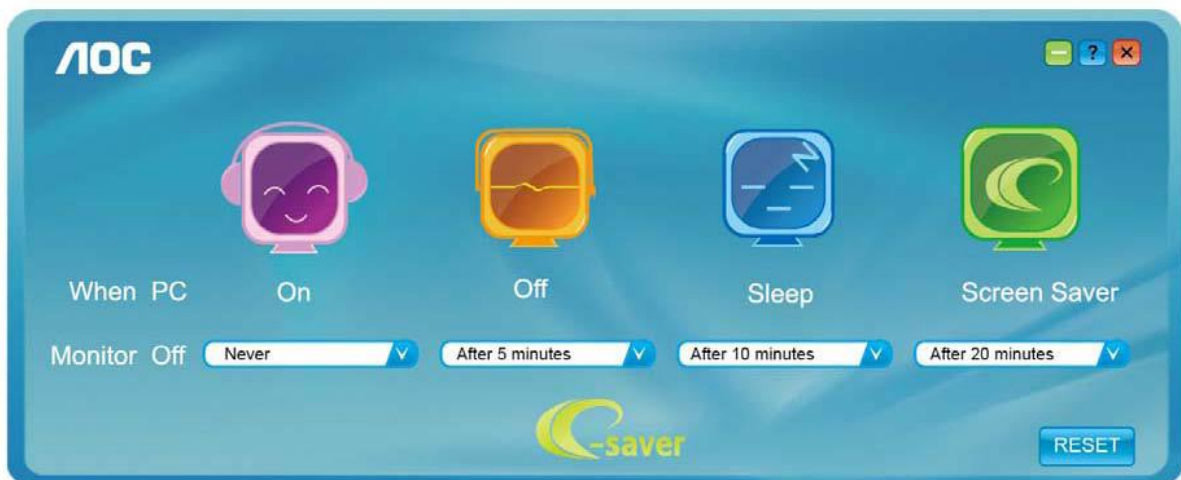 AOC
?
When PC On Off Sleep Screen Saver
Monitor Off Never After 5 minutes After 10 minutes After 20 minutes
e-saver
RESET